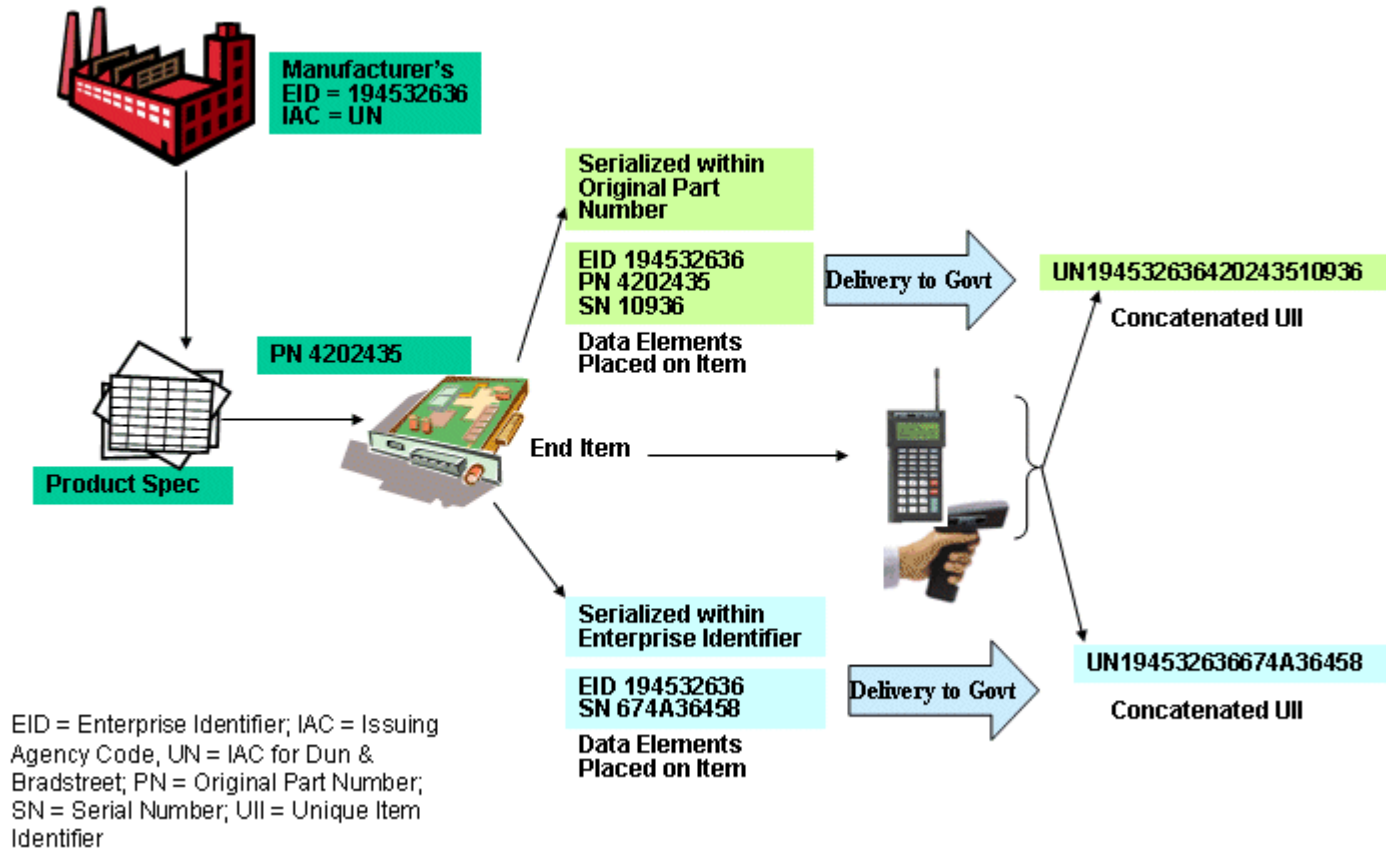 Manufacturer's
EID = 194532636
IAC = UN
Serialized within
Original Part
Number
EID 194532636
PN 4202435
SN 10936
Data Elements
Placed on Item
Delivery to Govt
UN194532636420243510936
Concatenated UII
PN 4202435
Product Spec
End Item
Serialized within
Enterprise Identifier
EID 194532636
SN 674A36458
Data Elements
Placed on Item
Delivery to Govt
UN194532636674A36458
Concatenated UII
EID = Enterprise Identifier; IAC = Issuing
Agency Code, UN = IAC for Dun &
Bradstreet; PN = Original Part Number;
SN = Serial Number; UII = Unique Item
Identifier